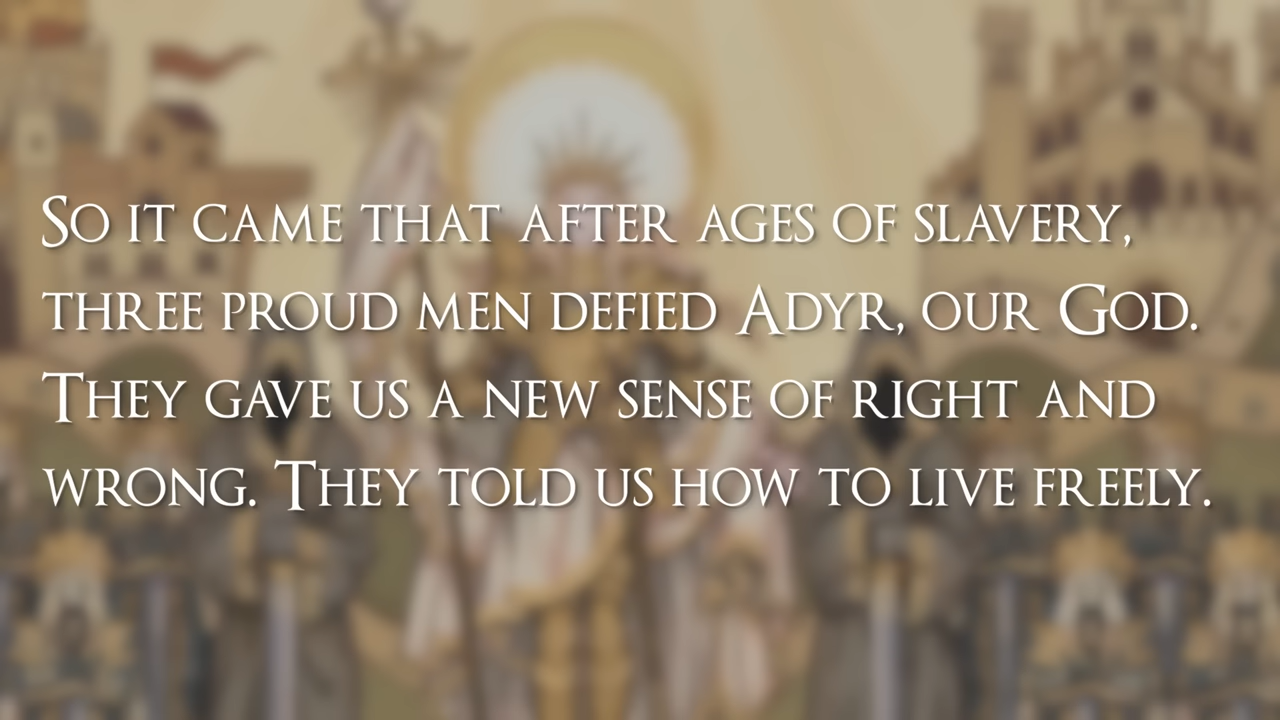 So it came that after ages of slavery,
three proud men defied Adyr, our God.
They gave us a new sense of right and
wrong. They told us how to live freely.